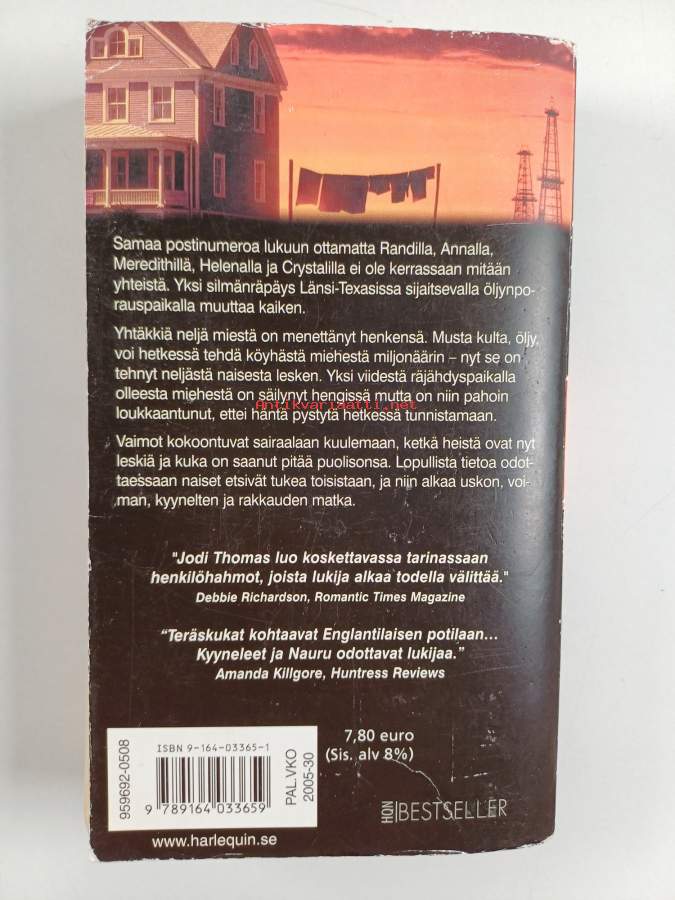 Samaa postinumeroa lukuun ottamatta Randilla, Annalla,
Meredithillä, Helenalla ja Crystalilla ei ole kerrassaan mitään
yhteistä. Yksi silmänräpäys Länsi-Texasissa sijaitsevalla öljynpo-
rauspaikalla muuttaa kaiken.
Yhtäkkiä neljä miestä on menettänyt henkensä. Musta kulta, öljy,
voi hetkessä tehdä köyhästä miehestä miljonäärin – nyt se on
tehnyt neljästä naisesta lesken. Yksi viidestä räjähdyspaikalla
olleesta miehestä on säilynyt hengissä mutta on niin pahoin
Antikvariaatti.net
loukkaantunut, ettei häntä pystytä hetkessä tunnistamaan.
Vaimot kokoontuvat sairaalaan kuulemaan, ketkä heistä ovat nyt
leskiä ja kuka on saanut pitää puolisonsa. Lopullista tietoa odot-
taessaan naiset etsivät tukea toisistaan, ja niin alkaa uskon, voi-
man, kyynelten ja rakkauden matka.
"Jodi Thomas luo koskettavassa tarinassaan
henkilöhahmot, joista lukija alkaa todella välittää."
Debbie Richardson, Romantic Times Magazine
"Teräskukat kohtaavat Englantilaisen potilaan...
Kyyneleet ja Nauru odottavat lukijaa."
Amanda Killgore, Huntress Reviews
959692-0508
ISBN 9-164-03365-1
9 789164 033659
PAL.VKO
2005-30
7,80 euro
(Sis. alv 8%)
HQN BESTSELLER
www.harlequin.se